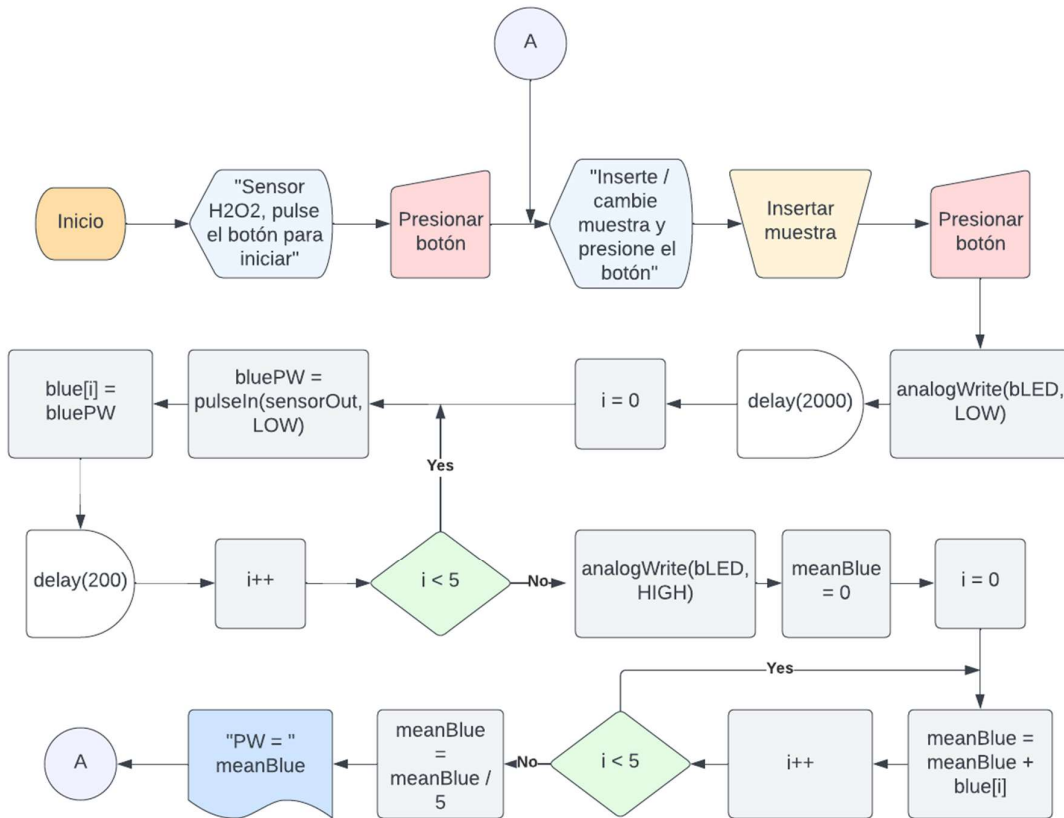 A
Inicio
"Sensor
H2O2, pulse
el botón para
iniciar"
Presionar
botón
"Inserte /
cambie
muestra y
presione el
botón"
Insertar
muestra
Presionar
botón
analogWrite(bLED,
LOW)
delay(2000)
i = 0
bluePW =
pulseIn(sensorOut,
LOW)
blue[i] =
bluePW
delay(200)
i++
i < 5
Yes
No
analogWrite(bLED,
HIGH)
meanBlue
= 0
i = 0
meanBlue =
meanBlue +
blue[i]
i++
i < 5
Yes
No
meanBlue
=
meanBlue /
5
"PW = "
meanBlue
A